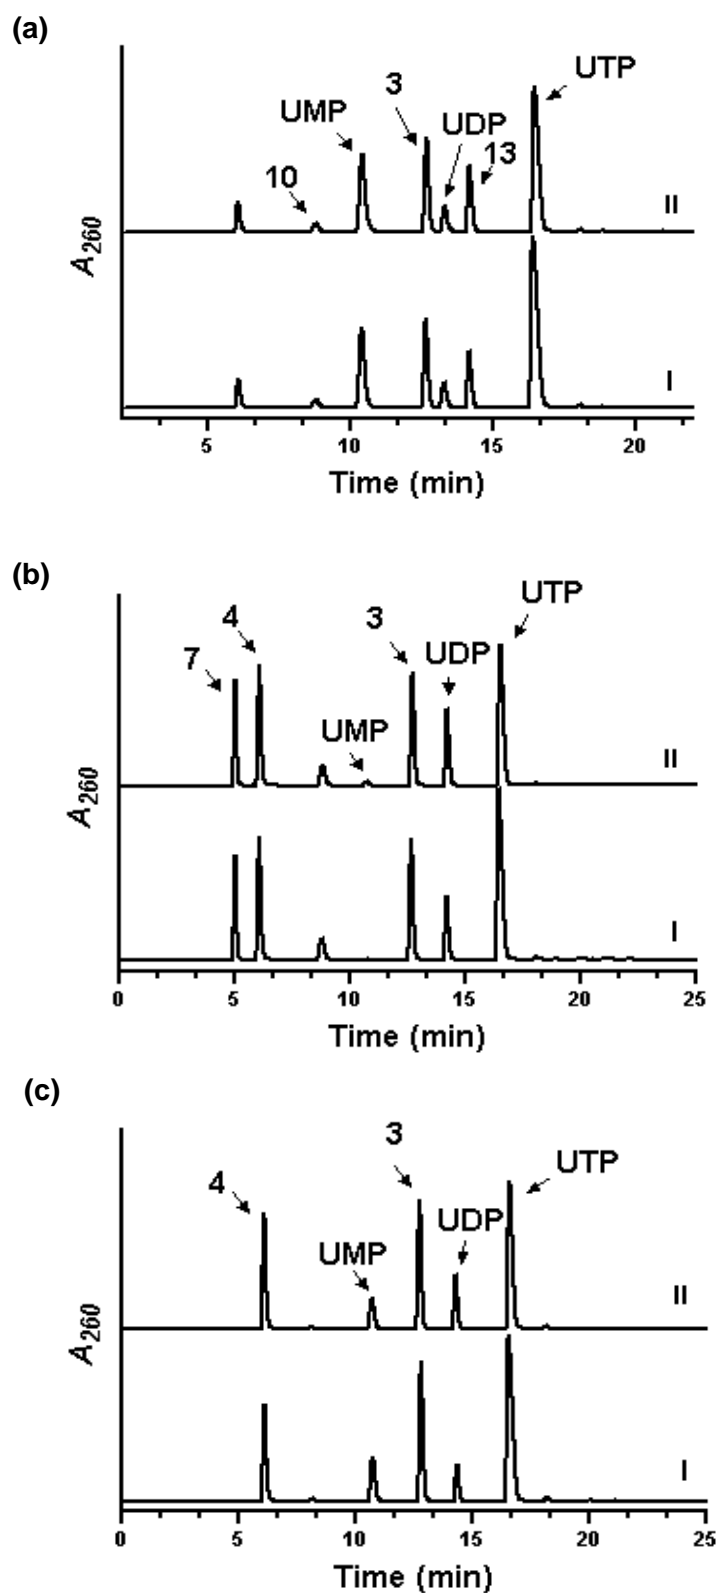 (a)
UTP
3
UDP
UMP
13
10
II
A260
I
5 10 15 20
Time (min)
(b)
UTP
4
3
UDP
7
UMP
II
A260
I
0 5 10 15 20 25
Time (min)
(c)
3
UTP
4
UDP
UMP
II
A260
I
0 5 10 15 20 25
Time (min)